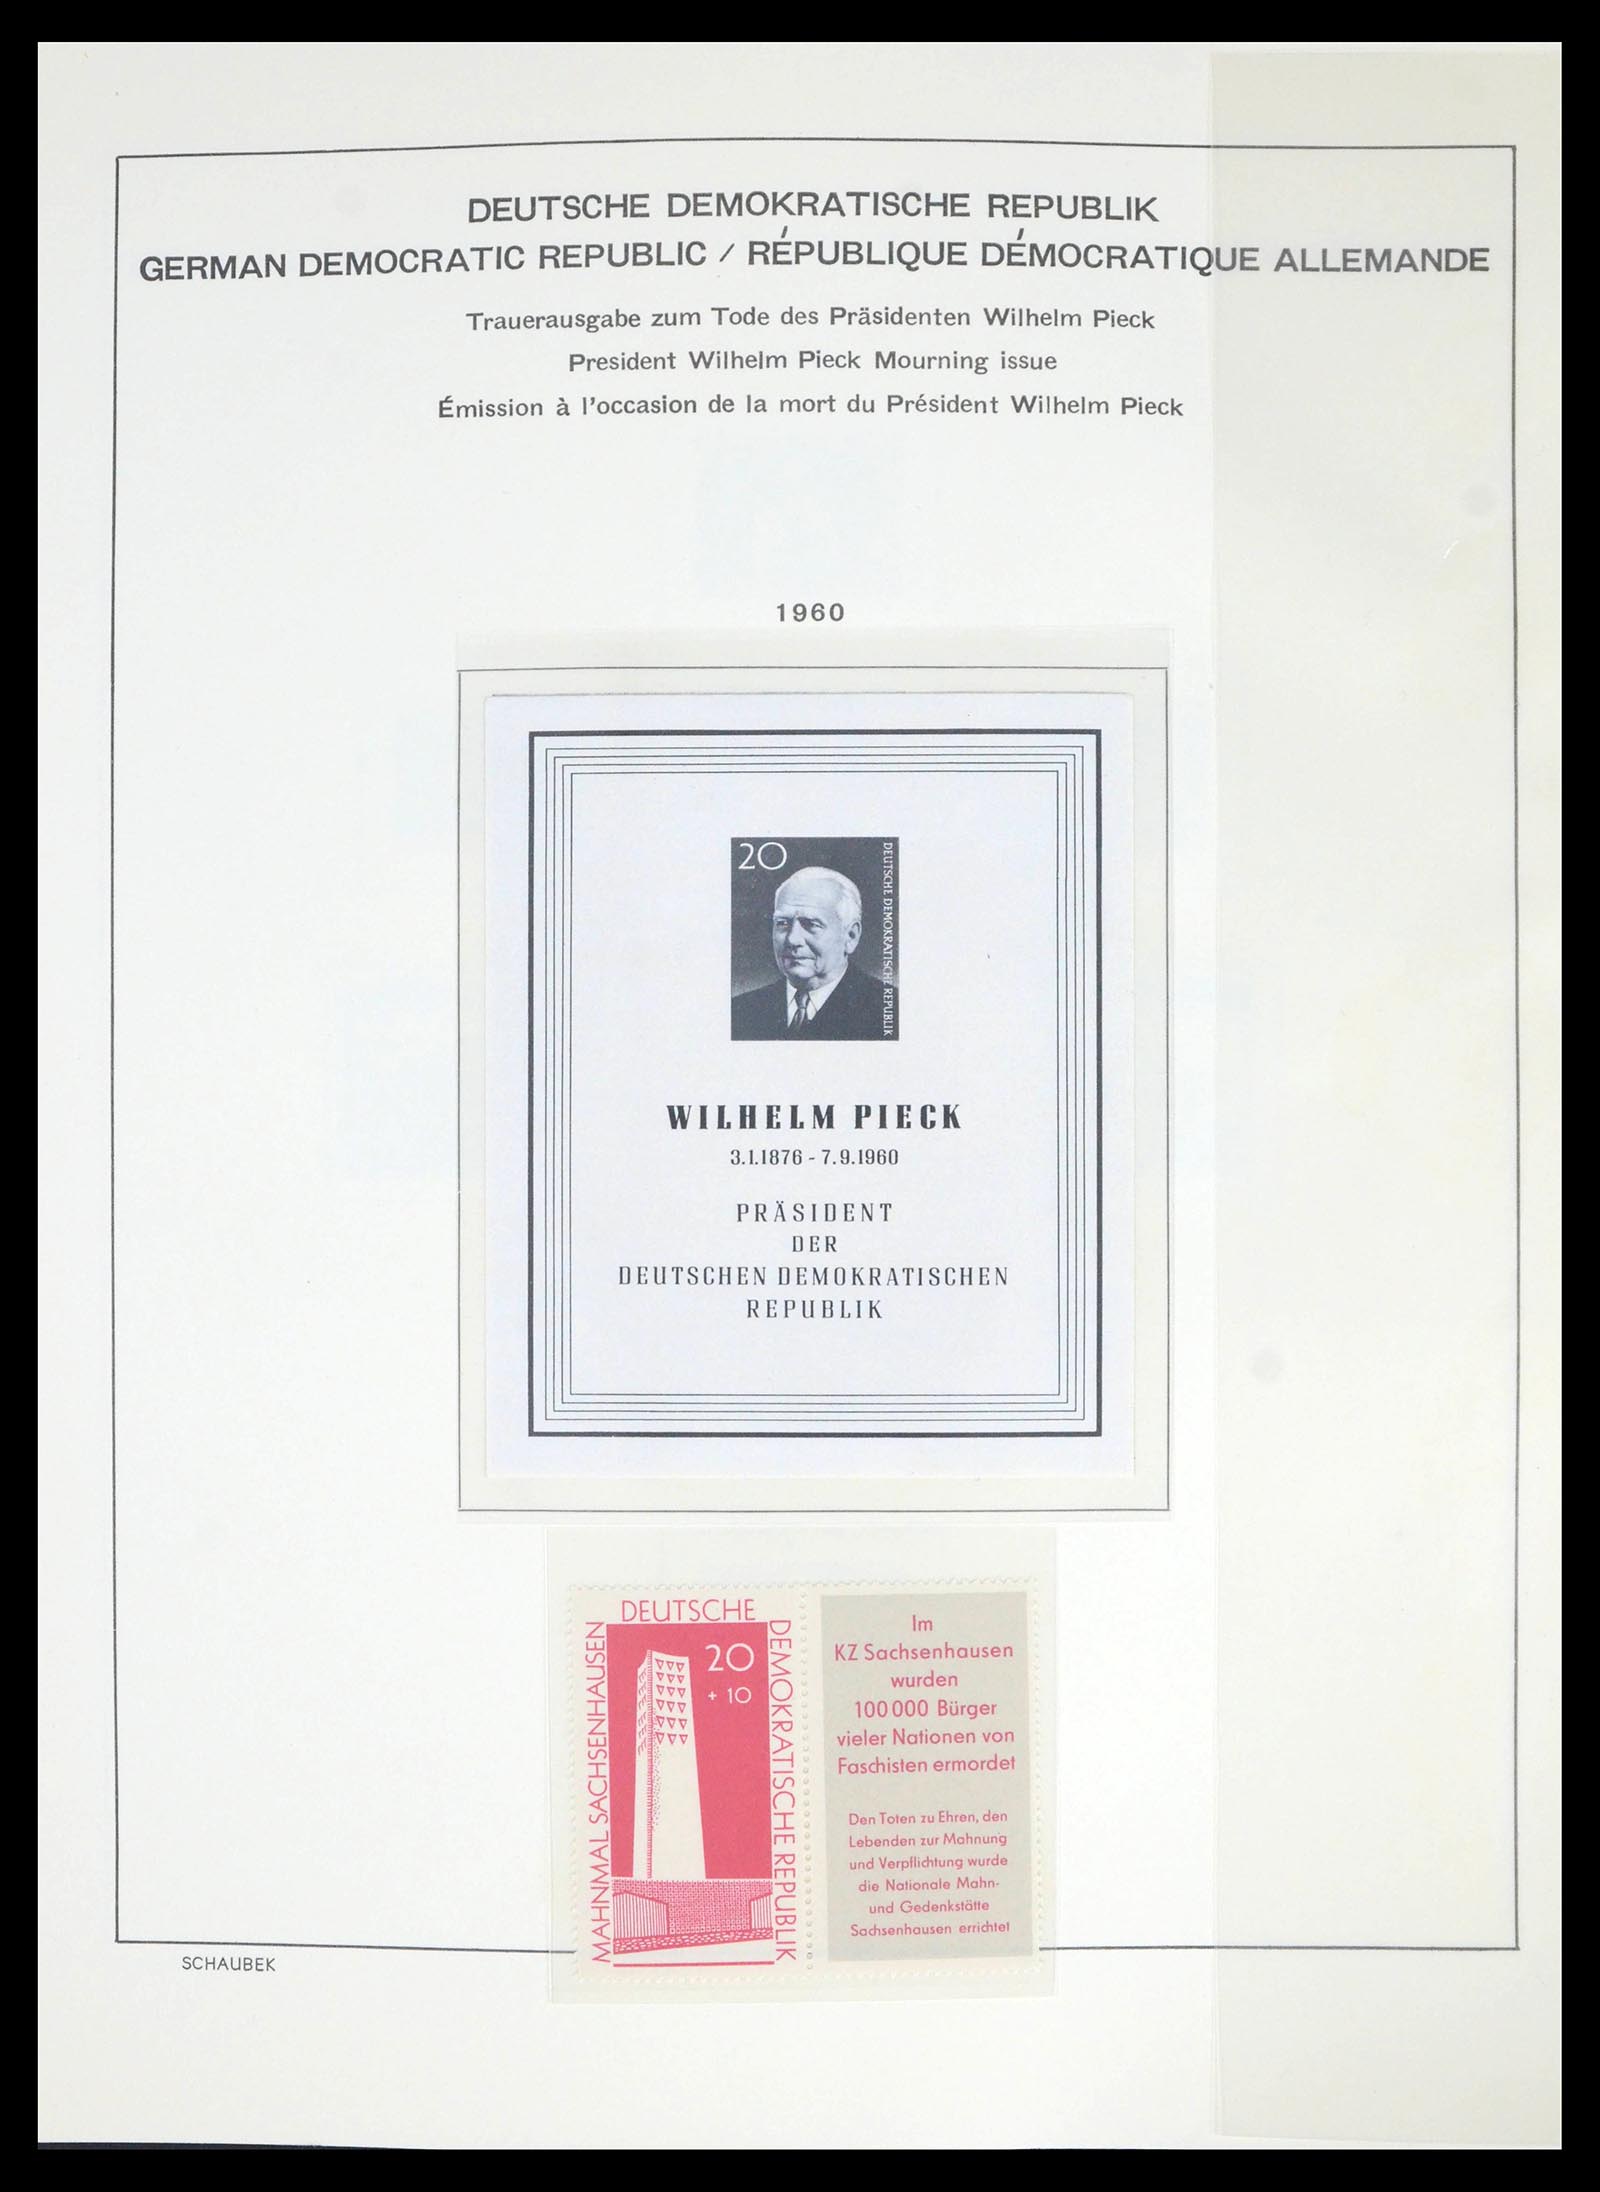 DEUTSCHE DEMOKRATISCHE REPUBLIK
GERMAN DEMOCRATIC REPUBLIC / RÉPUBLIQUE DÉMOCRATIQUE ALLEMANDE
Trauerausgabe zum Tode des Präsidenten Wilhelm Pieck
President Wilhelm Pieck Mourning issue
Émission à l'occasion de la mort du Président Wilhelm Pieck
1960
20
DEUTSCHE DEMOKRATISCHE REPUBLIK
WILHELM PIECK
3.1.1876 - 7.9.1960
PRÄSIDENT
DER
DEUTSCHEN DEMOKRATISCHEN
REPUBLIK
MAHNMAL SACHSENHAUSEN
DEUTSCHE
DEMOKRATISCHE REPUBLIK
20
+ 10
Im
KZ Sachsenhausen
wurden
100 000 Bürger
vieler Nationen von
Faschisten ermordet
Den Toten zu Ehren, den
Lebenden zur Mahnung
und Verpflichtung wurde
die Nationale Mahn-
und Gedenkstätte
Sachsenhausen errichtet
SCHAUBEK